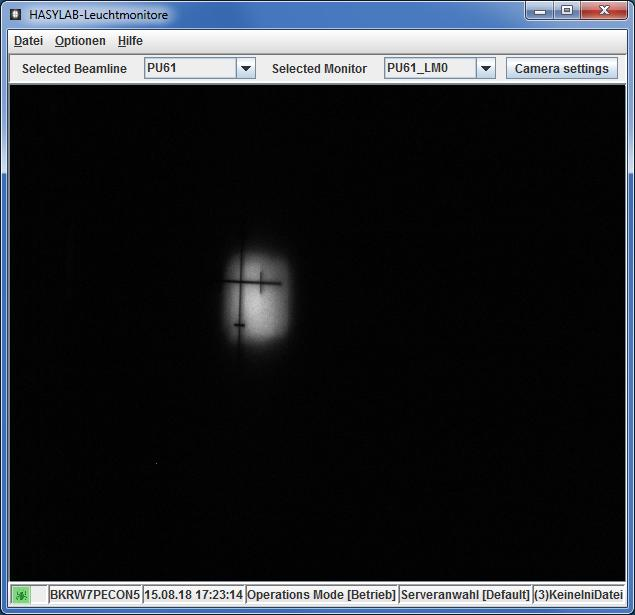 HASYLAB-Leuchtmonitore
Datei Optionen Hilfe
Selected Beamline PU61 Selected Monitor PU61_LM0 Camera settings
BKRW7PECON5 15.08.18 17:23:14 Operations Mode [Betrieb] Serveranwahl [Default] (3)KeineIniDatei